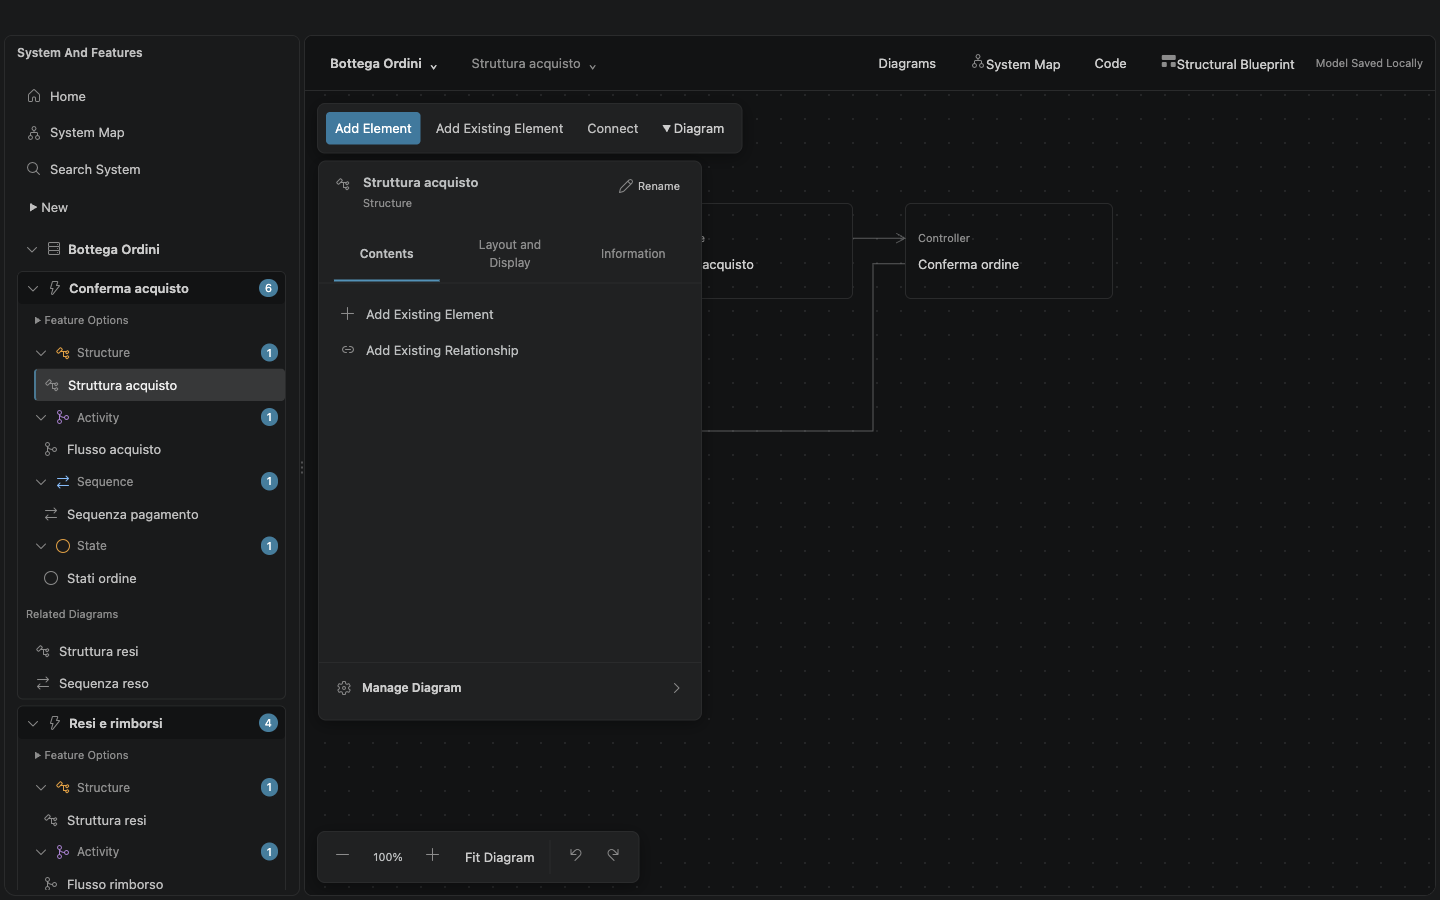 System And Features
Home
System Map
Search System
New
Bottega Ordini
Conferma acquisto 6
Feature Options
Structure 1
Struttura acquisto
Activity 1
Flusso acquisto
Sequence 1
Sequenza pagamento
State 1
Stati ordine
Related Diagrams
Struttura resi
Sequenza reso
Resi e rimborsi 4
Feature Options
Structure 1
Struttura resi
Activity 1
Flusso rimborso
Bottega Ordini Struttura acquisto Diagrams System Map Code Structural Blueprint Model Saved Locally
Add Element Add Existing Element Connect Diagram
Struttura acquisto Rename
Structure
Contents Layout and Display Information
Add Existing Element
Add Existing Relationship
Manage Diagram
acquisto
Controller
Conferma ordine
100% Fit Diagram